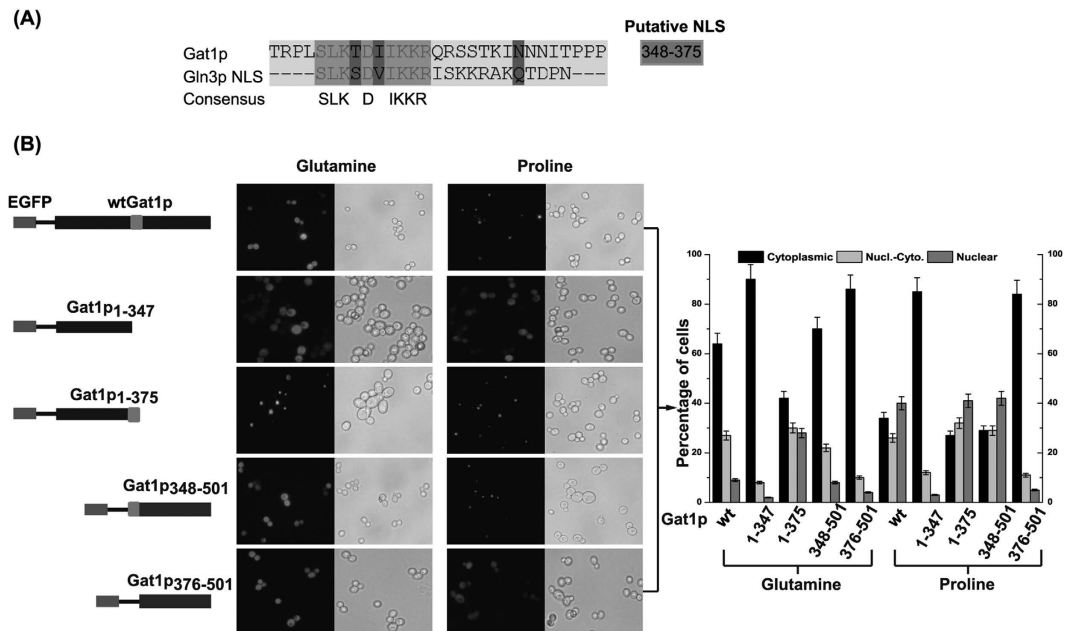 (A)
Putative NLS
Gat1p TRPLSLKTDIIKKRQRSSTKINNNITPPP 348-375
Gln3p NLS ----SLKSDVIKKRISKKRAKQTDPN---
Consensus SLK D IKKR
(B)
Glutamine Proline
EGFP wtGat1p
Gat1p1-347
Gat1p1-375
Gat1p348-501
Gat1p376-501
Cytoplasmic Nucl.-Cyto. Nuclear
Percentage of cells
100 100
80 80
60 60
40 40
20 20
0 0
Gat1p wt 1-347 1-375 348-501 376-501 wt 1-347 1-375 348-501 376-501
Glutamine Proline